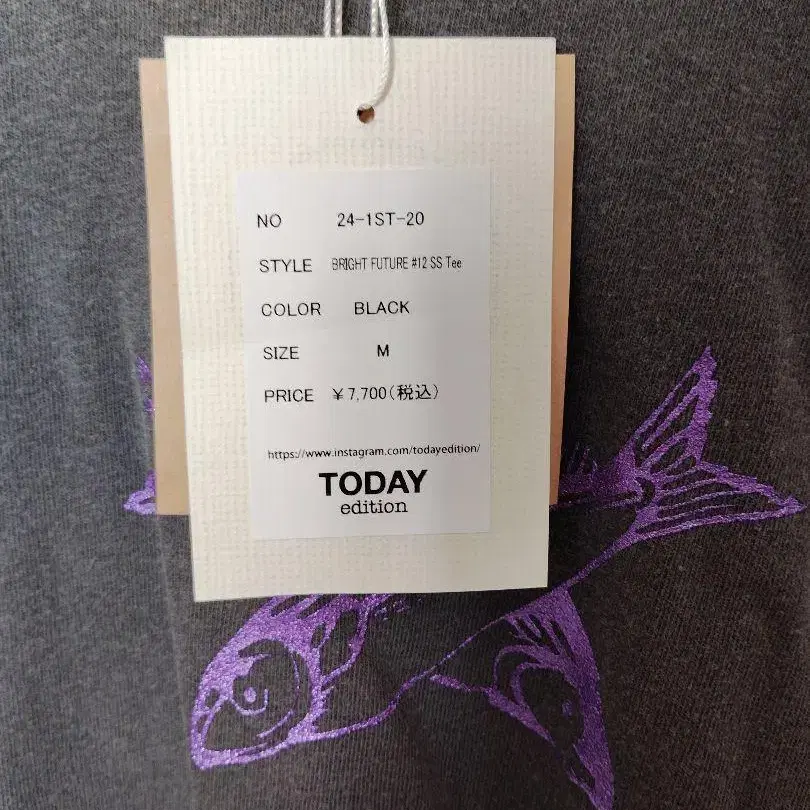 NO 24-1ST-20
STYLE BRIGHT FUTURE #12 SS Tee
COLOR BLACK
SIZE M
PRICE ¥7,700(税込)
https://www.instagram.com/todayedition/
TODAY
edition